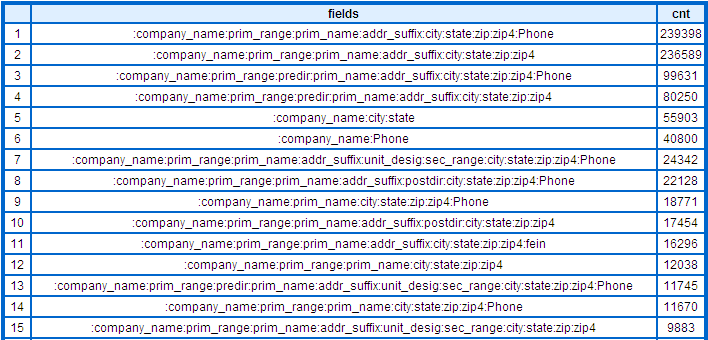 fields cnt
1 :company_name:prim_range:prim_name:addr_suffix:city:state:zip:zip4:Phone 239398
2 :company_name:prim_range:prim_name:addr_suffix:city:state:zip:zip4 236589
3 :company_name:prim_range:predir:prim_name:addr_suffix:city:state:zip:zip4:Phone 99631
4 :company_name:prim_range:predir:prim_name:addr_suffix:city:state:zip:zip4 80250
5 :company_name:city:state 55903
6 :company_name:Phone 40800
7 :company_name:prim_range:prim_name:addr_suffix:unit_desig:sec_range:city:state:zip:zip4:Phone 24342
8 :company_name:prim_range:prim_name:addr_suffix:postdir:city:state:zip:zip4:Phone 22128
9 :company_name:prim_name:city:state:zip:zip4:Phone 18771
10 :company_name:prim_range:prim_name:addr_suffix:postdir:city:state:zip:zip4 17454
11 :company_name:prim_range:prim_name:addr_suffix:city:state:zip:zip4:fein 16296
12 :company_name:prim_range:prim_name:city:state:zip:zip4 12038
13 :company_name:prim_range:predir:prim_name:addr_suffix:unit_desig:sec_range:city:state:zip:zip4:Phone 11745
14 :company_name:prim_range:prim_name:city:state:zip:zip4:Phone 11670
15 :company_name:prim_range:prim_name:addr_suffix:unit_desig:sec_range:city:state:zip:zip4 9883